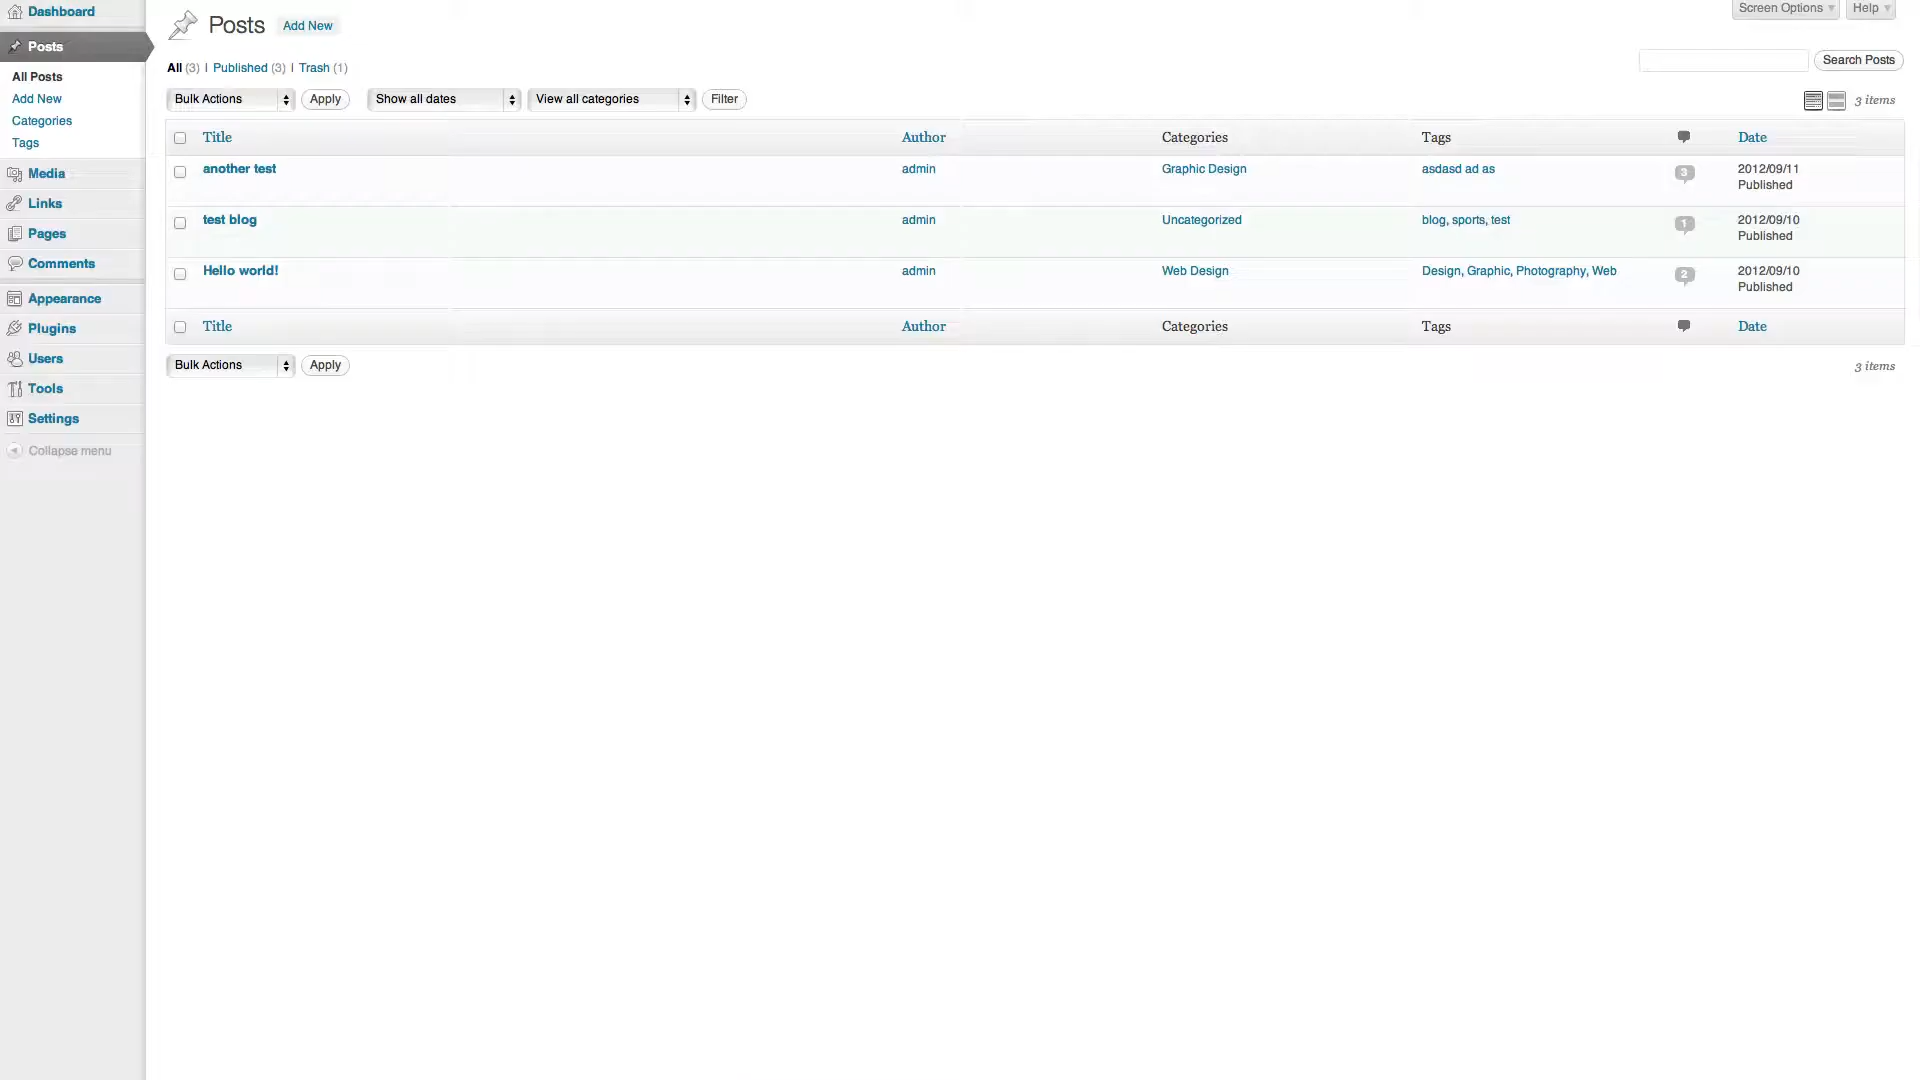 Dashboard
Posts
All Posts
Add New
Categories
Tags
Media
Links
Pages
Comments
Appearance
Plugins
Users
Tools
Settings
Collapse menu
Screen Options Help
Posts Add New
All (3) | Published (3) | Trash (1)
Search Posts
Bulk Actions Apply Show all dates View all categories Filter 3 items
Title Author Categories Tags Date
another test admin Graphic Design asdasd ad as 3 2012/09/11
Published
test blog admin Uncategorized blog, sports, test 1 2012/09/10
Published
Hello world! admin Web Design Design, Graphic, Photography, Web 2 2012/09/10
Published
Title Author Categories Tags Date
Bulk Actions Apply 3 items